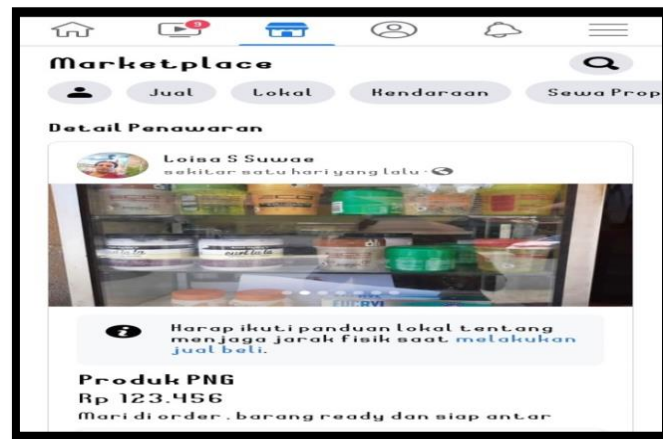 9
Marketplace
Jual Lokal Kendaraan Sewa Prop
Detail Penawaran
Loisa S Suwae
sekitar satu hari yang lalu ·
Harap ikuti panduan lokal tentang
menjaga jarak fisik saat melakukan
jual beli.
Produk PNG
Rp 123.456
Mari di order . barang ready dan siap antar